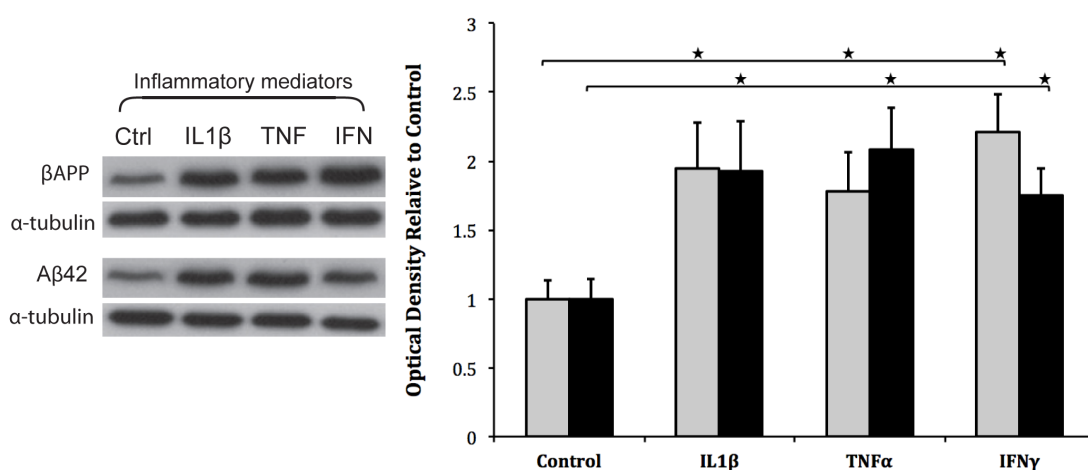 Inflammatory mediators
Ctrl IL1β TNF IFN
βAPP
α-tubulin
Aβ42
α-tubulin
Optical Density Relaive to Control
3
2.5
2
1.5
1
0.5
0
Control IL1β TNFα IFNγ